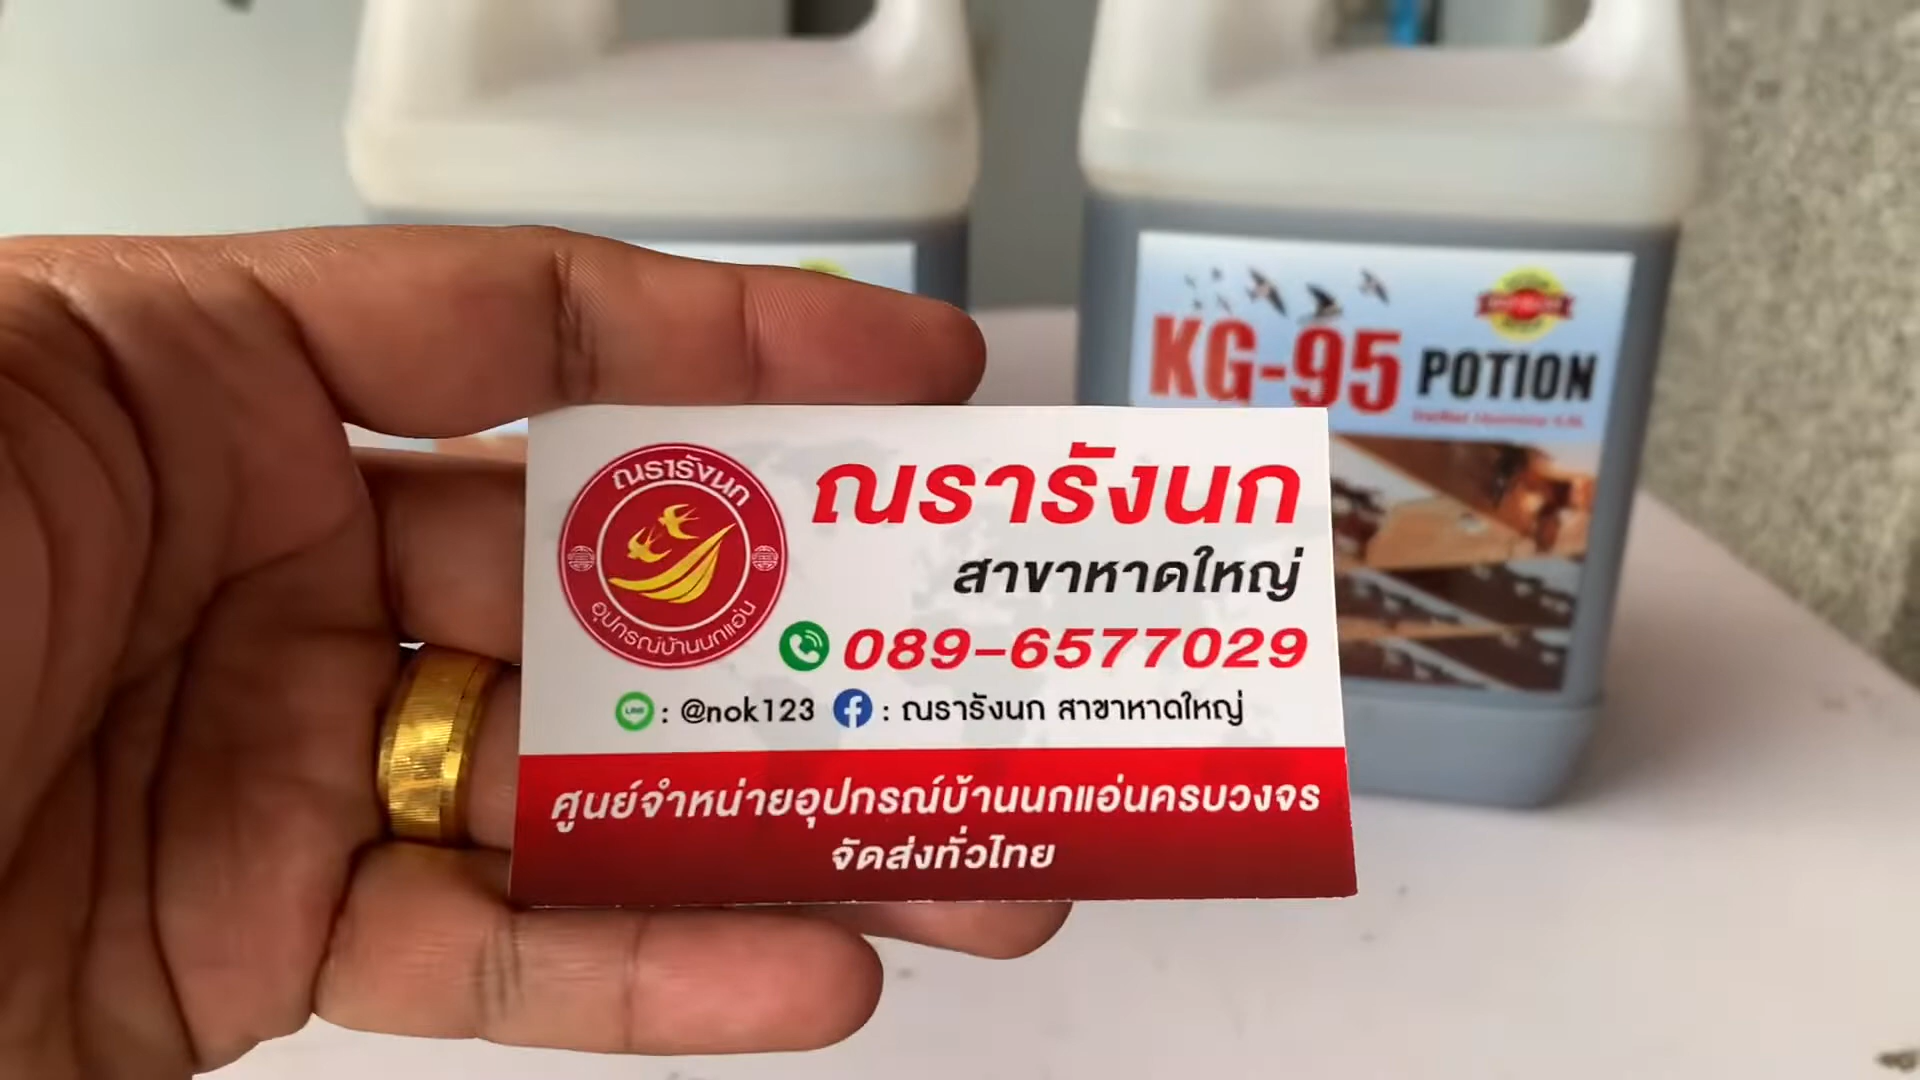 KG-95 POTION
ณรารังนก
อุปกรณ์บ้านนกแอ่น
ณรารังนก
สาขาหาดใหญ่
089-6577029
LINE : @nok123 : ณรารังนก สาขาหาดใหญ่
ศูนย์จำหน่ายอุปกรณ์บ้านนกแอ่นครบวงจร
จัดส่งทั่วไทย